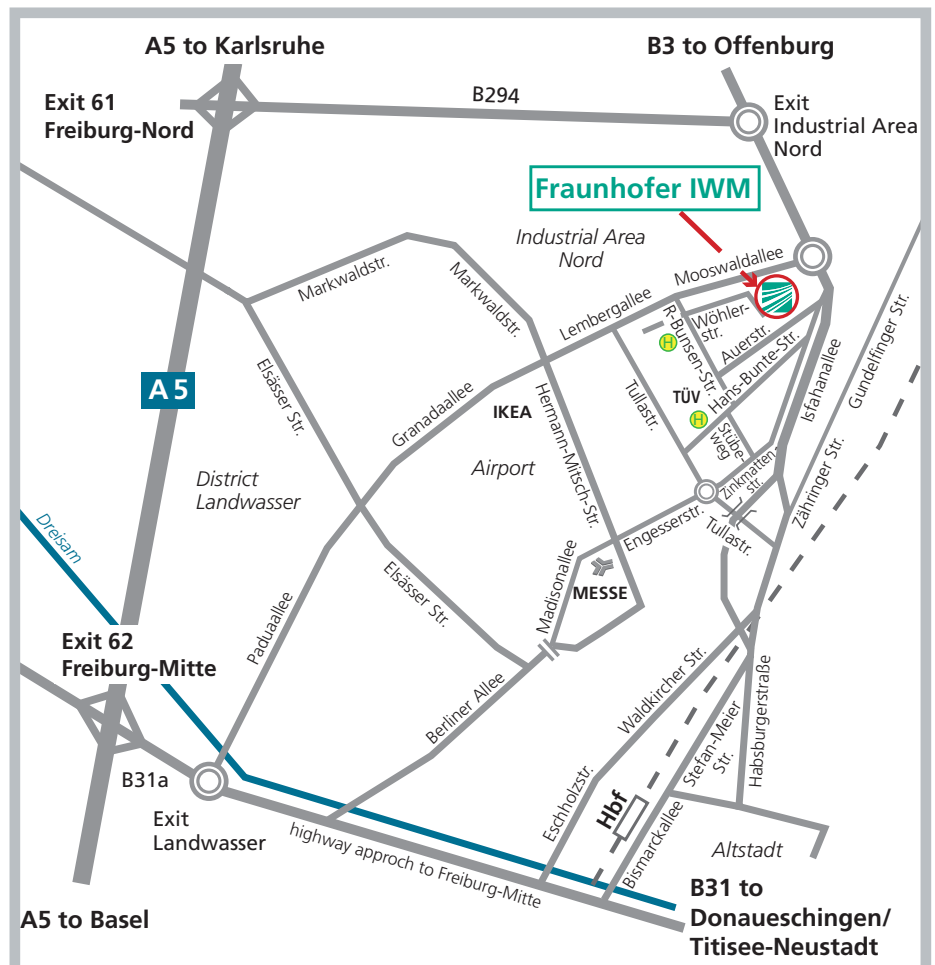 A5 to Karlsruhe
B3 to Offenburg
Exit 61
Freiburg-Nord
B294
Exit
Industrial Area
Nord
Fraunhofer IWM
Industrial Area
Nord
Mooswaldallee
Markwaldstr.
Markwaldstr.
Lembergallee
R-Bunsen-Str.
Wöhler-
str.
Auerstr.
Hans-Bunte-Str.
Isfahanallee
Gundelfinger Str.
H
Elsässer Str.
A 5
Granadaallee
IKEA
Hermann-Mitsch-Str.
Tullastr.
TÜV
H
Stübe-
weg
Zinkmatten
str.
Zähringer Str.
District
Landwasser
Airport
Engesserstr.
Tullastr.
Dreisam
Elsässer Str.
Madisonallee
MESSE
Paduaallee
Exit 62
Freiburg-Mitte
Berliner Allee
Waldkircher Str.
Stefan-Meier
Str.
Habsburgerstraße
B31a
Exit
Landwasser
highway approch to Freiburg-Mitte
Eschholzstr.
Hbf
Bismarckallee
Altstadt
A5 to Basel
B31 to
Donaueschingen/
Titisee-Neustadt